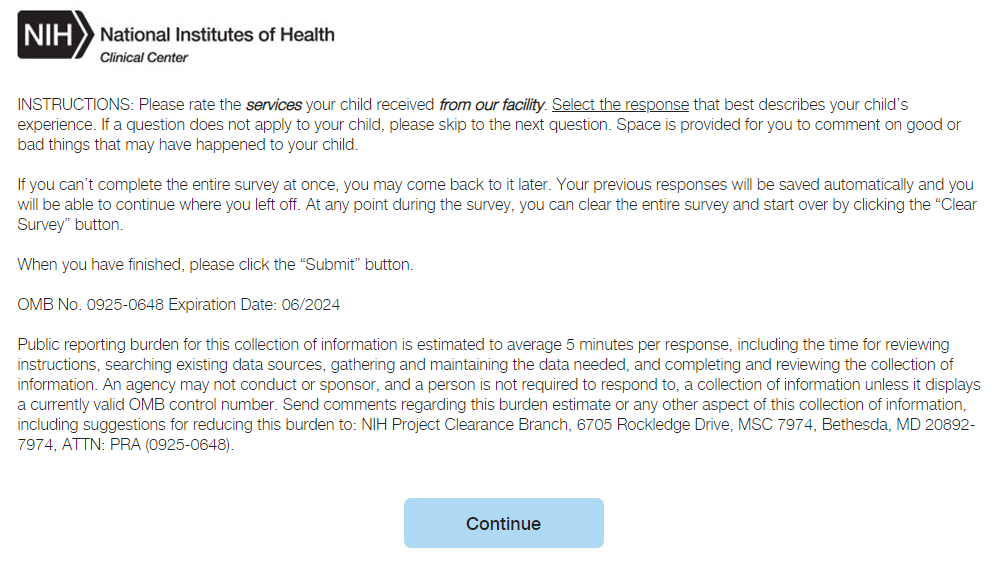 NIH National Institutes of Health
Clinical Center
INSTRUCTIONS: Please rate the services your child received from our facility. Select the response that best describes your child's
experience. If a question does not apply to your child, please skip to the next question. Space is provided for you to comment on good or
bad things that may have happened to your child.
If you can't complete the entire survey at once, you may come back to it later. Your previous responses will be saved automatically and you
will be able to continue where you left off. At any point during the survey, you can clear the entire survey and start over by clicking the “Clear
Survey” button.
When you have finished, please click the “Submit” button.
OMB No. 0925-0648 Expiration Date: 06/2024
Public reporting burden for this collection of information is estimated to average 5 minutes per response, including the time for reviewing
instructions, searching existing data sources, gathering and maintaining the data needed, and completing and reviewing the collection of
information. An agency may not conduct or sponsor, and a person is not required to respond to, a collection of information unless it displays
a currently valid OMB control number. Send comments regarding this burden estimate or any other aspect of this collection of information,
including suggestions for reducing this burden to: NIH Project Clearance Branch, 6705 Rockledge Drive, MSC 7974, Bethesda, MD 20892-
7974, ATTN: PRA (0925-0648).
Continue